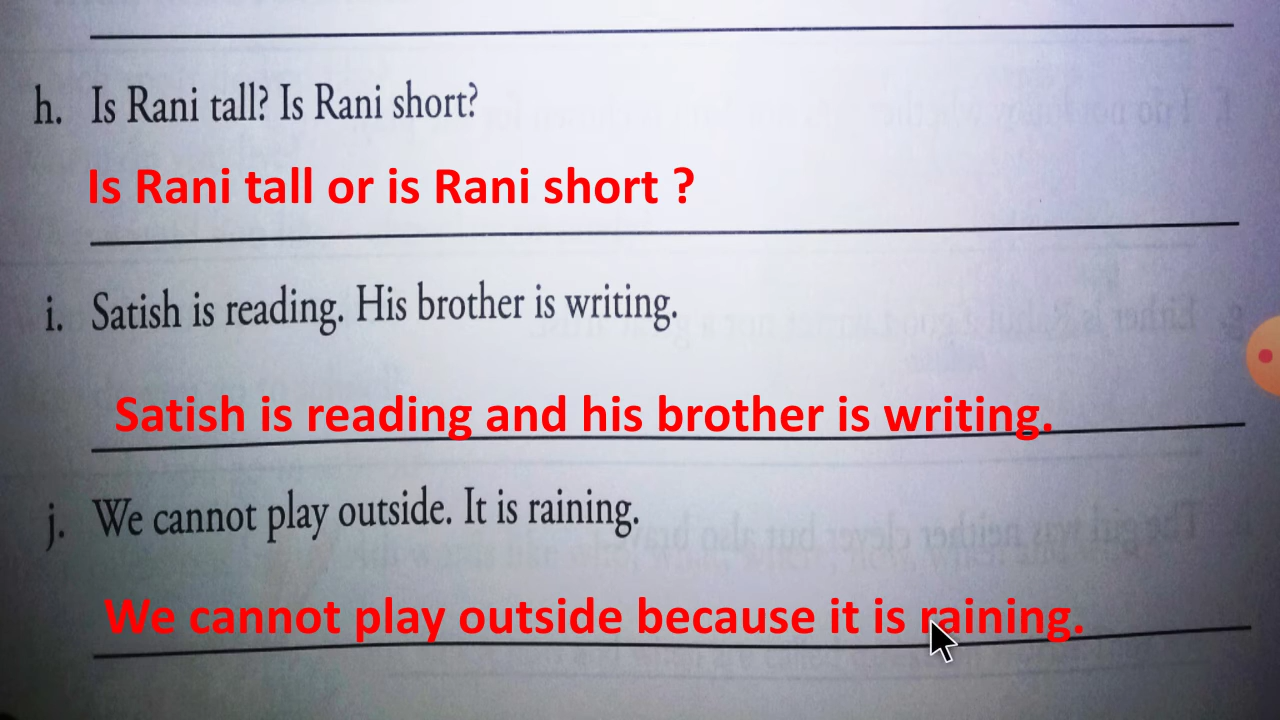 h. Is Rani tall? Is Rani short?
Is Rani tall or is Rani short ?
i. Satish is reading. His brother is writing.
Satish is reading and his brother is writing.
j. We cannot play outside. It is raining.
We cannot play outside because it is raining.